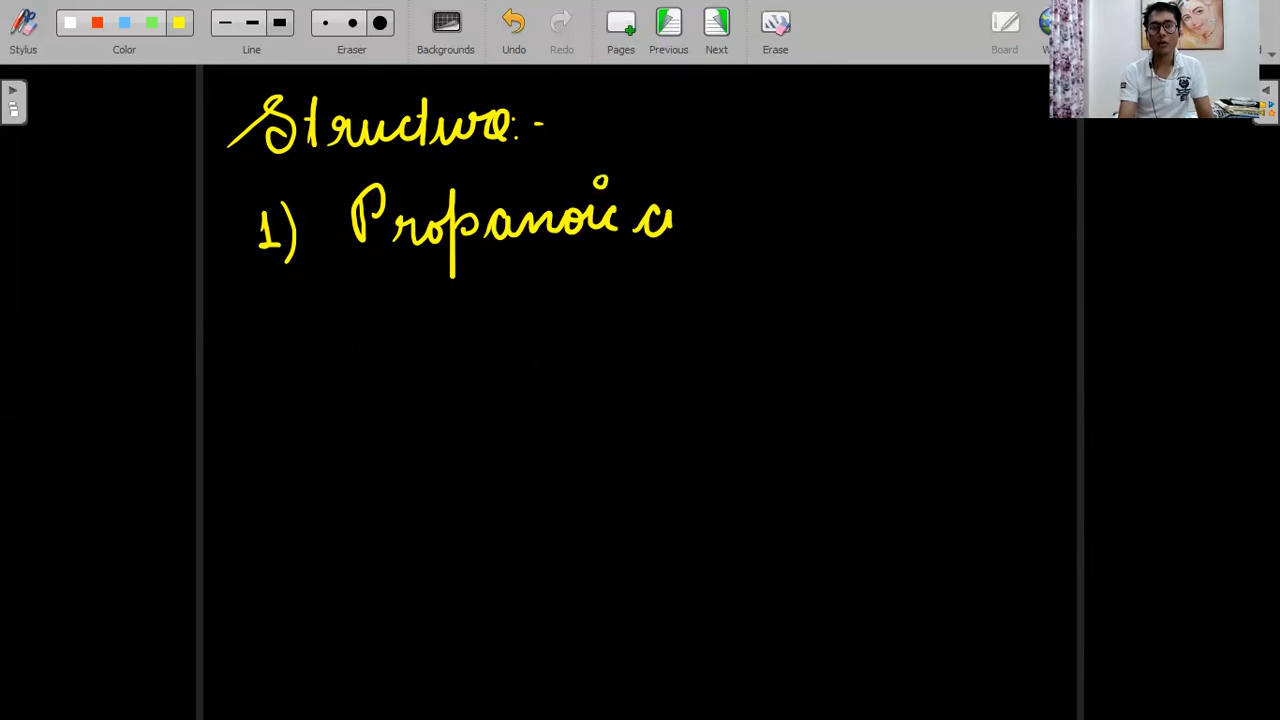 Stylus Color Line Eraser Backgrounds Undo Redo Pages Previous Next Erase Board
Structure:-
1) Propanoic a